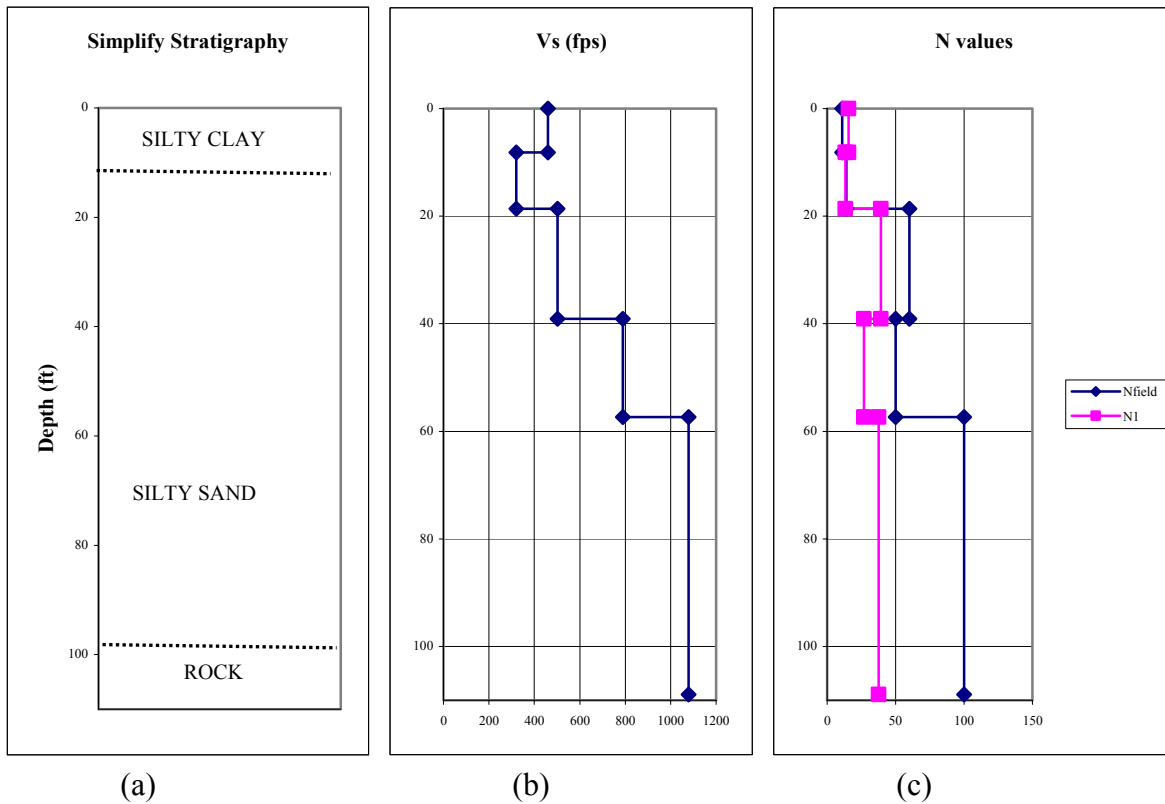 Simplify Stratigraphy
Depth (ft)
0
20
40
60
80
100
SILTY CLAY
SILTY SAND
ROCK
(a)
Vs (fps)
0
20
40
60
80
100
0 200 400 600 800 1000 1200
(b)
N values
0
20
40
60
80
100
0 50 100 150
Nfield
N1
(c)